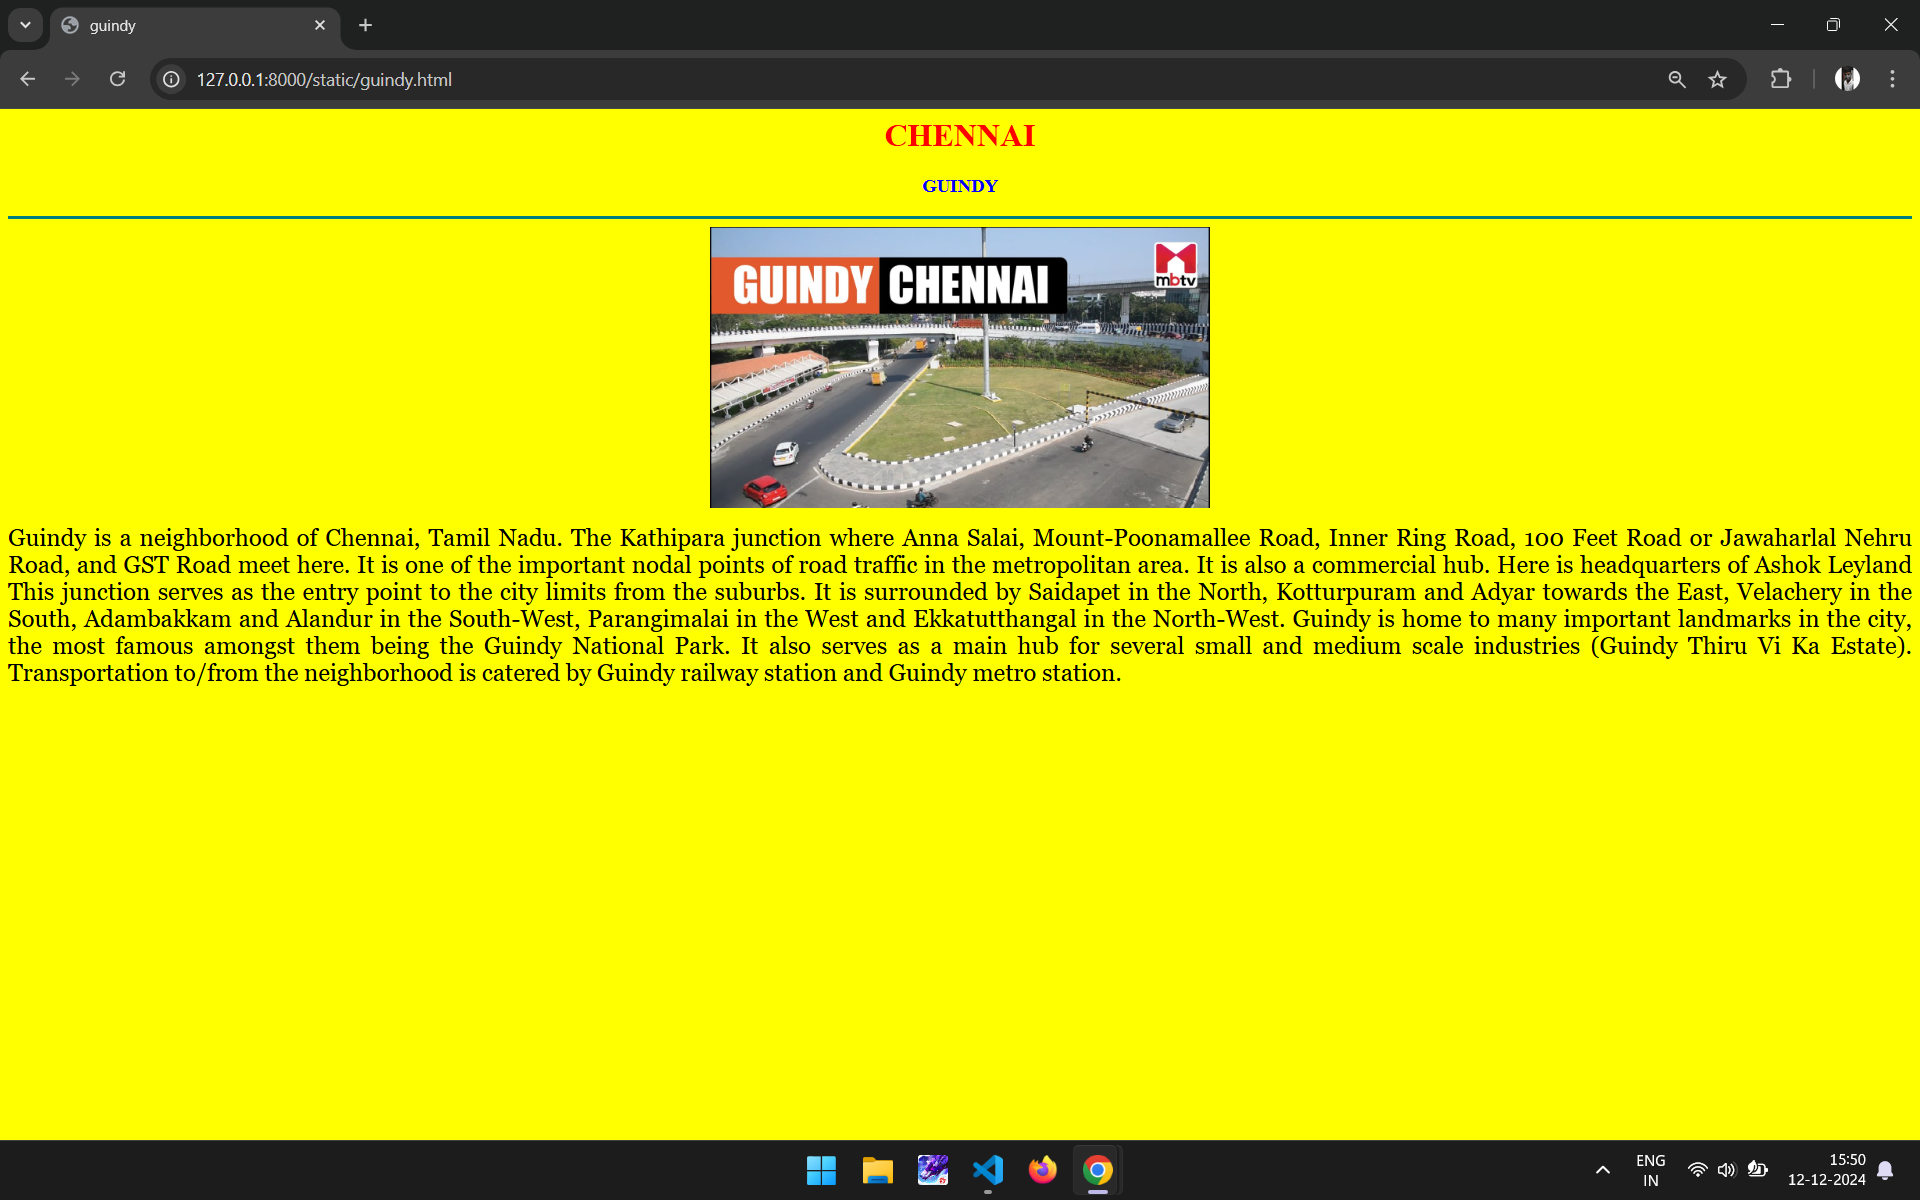 guindy
127.0.0.1:8000/static/guindy.html
CHENNAI
GUINDY
GUINDY CHENNAI
mbtv
Guindy is a neighborhood of Chennai, Tamil Nadu. The Kathipara junction where Anna Salai, Mount-Poonamallee Road, Inner Ring Road, 100 Feet Road or Jawaharlal Nehru
Road, and GST Road meet here. It is one of the important nodal points of road traffic in the metropolitan area. It is also a commercial hub. Here is headquarters of Ashok Leyland
This junction serves as the entry point to the city limits from the suburbs. It is surrounded by Saidapet in the North, Kotturpuram and Adyar towards the East, Velachery in the
South, Adambakkam and Alandur in the South-West, Parangimalai in the West and Ekkatutthangal in the North-West. Guindy is home to many important landmarks in the city,
the most famous amongst them being the Guindy National Park. It also serves as a main hub for several small and medium scale industries (Guindy Thiru Vi Ka Estate).
Transportation to/from the neighborhood is catered by Guindy railway station and Guindy metro station.
ENG
IN
15:50
12-12-2024